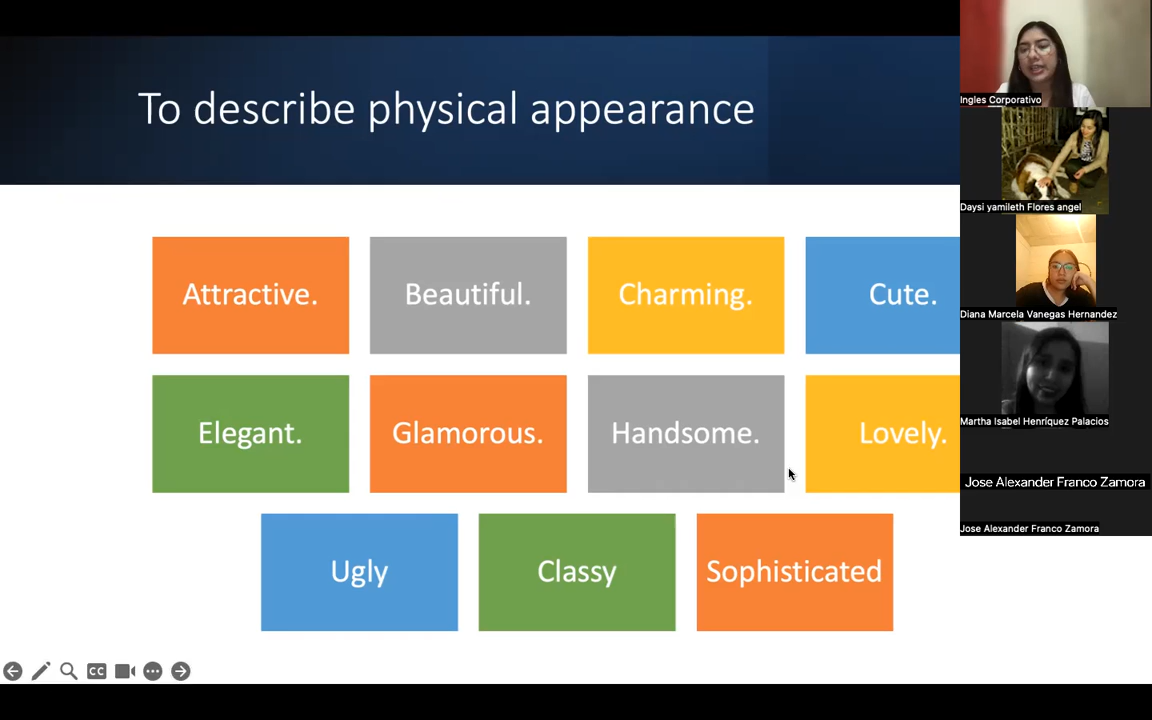 To describe physical appearance
Attractive.
Beautiful.
Charming.
Cute.
Elegant.
Glamorous.
Handsome.
Lovely.
Ugly
Classy
Sophisticated
CC
Ingles Corporativo
Daysi yamileth Flores angel
Diana Marcela Vanegas Hernandez
Martha Isabel Henríquez Palacios
Jose Alexander Franco Zamora
Jose Alexander Franco Zamora